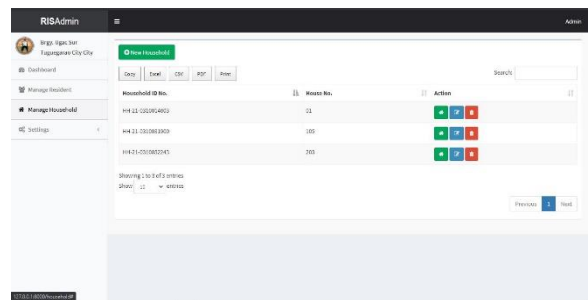 RISAdmin
Admin
Brgy. Ugac Sur
Tuguegarao City City
New Household
Dashboard
Copy Excel CSV PDF Print
Search:
Manage Resident
Household ID No. House No. Action
Manage Household
51
Settings
105
203
Showing 1 to 3 of 3 entries
Show 10 entries
Previous 1 Next